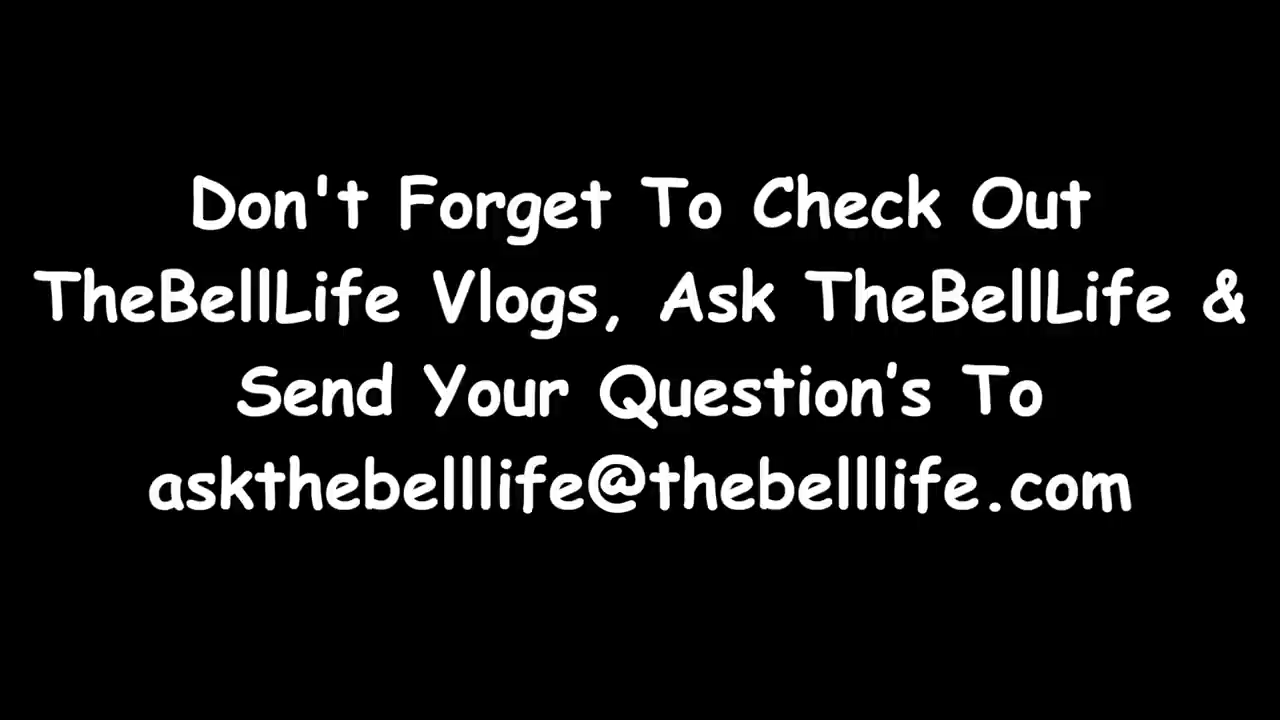 Don't Forget To Check Out
TheBellLife Vlogs, Ask TheBellLife &
Send Your Question’s To
askthebelllife@thebelllife.com